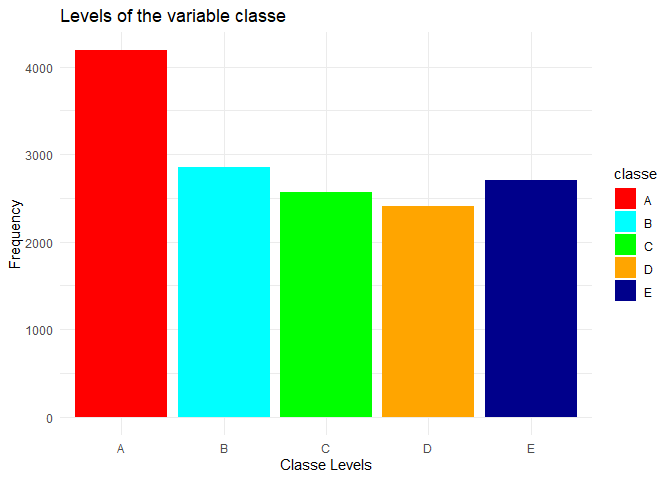 Levels of the variable classe
4000
3000
2000
1000
0
Frequency
A
B
C
D
E
Classe Levels
classe
A
B
C
D
E